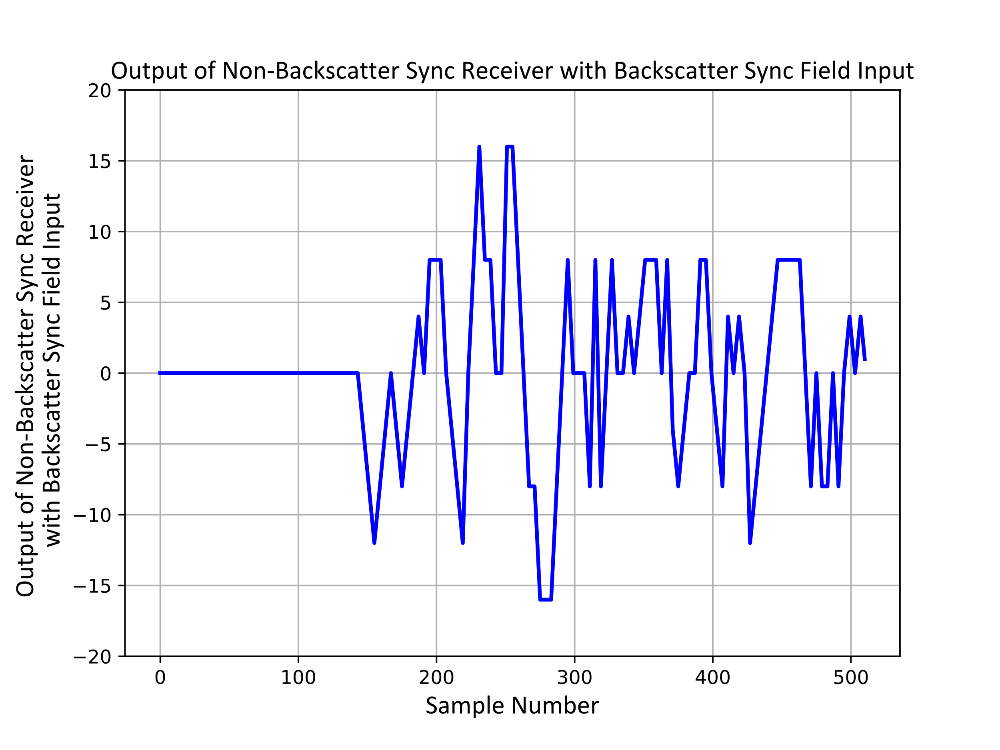 Output of Non-Backscatter Sync Receiver with Backscatter Sync Field Input
Output of Non-Backscatter Sync Receiver
with Backscatter Sync Field Input
20
15
10
5
0
−5
−10
−15
−20
0 100 200 300 400 500
Sample Number